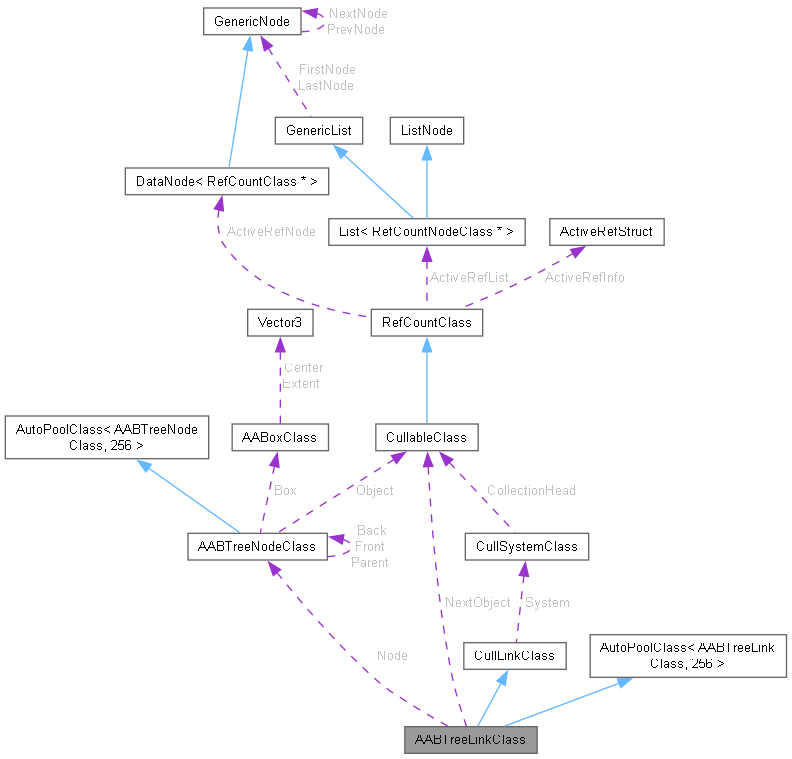 GenericNode
NextNode
PrevNode
FirstNode
LastNode
GenericList
ListNode
DataNode< RefCountClass * >
ActiveRefNode
List< RefCountNodeClass * >
ActiveRefStruct
ActiveRefList
ActiveRefInfo
Vector3
RefCountClass
Center
Extent
AutoPoolClass< AABTreeNode
Class, 256 >
AABoxClass
CullableClass
Box
Object
CollectionHead
AABTreeNodeClass
Back
Front
Parent
CullSystemClass
NextObject
System
Node
CullLinkClass
AutoPoolClass< AABTreeLink
Class, 256 >
AABTreeLinkClass